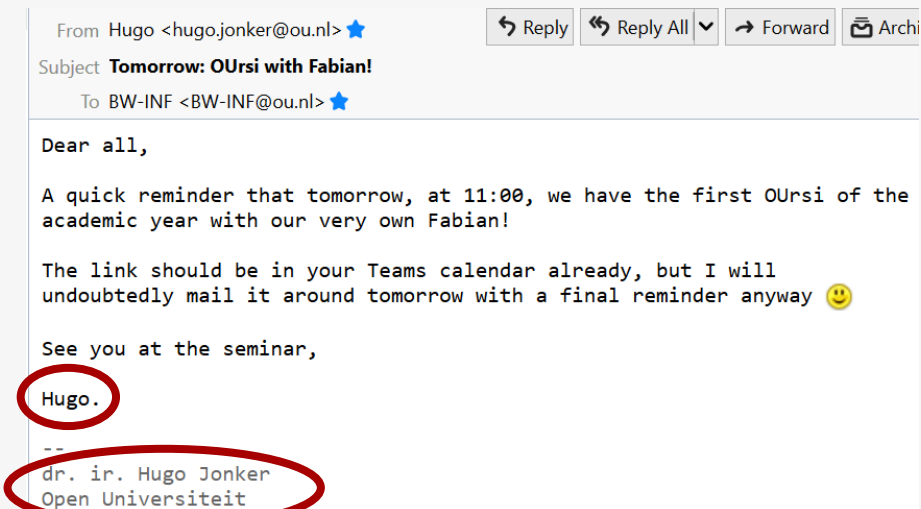 From Hugo <hugo.jonker@ou.nl> Reply Reply All Forward Archi
Subject Tomorrow: OUrsi with Fabian!
To BW-INF <BW-INF@ou.nl>
Dear all,
A quick reminder that tomorrow, at 11:00, we have the first OUrsi of the
academic year with our very own Fabian!
The link should be in your Teams calendar already, but I will
undoubtedly mail it around tomorrow with a final reminder anyway
See you at the seminar,
Hugo.
--
dr. ir. Hugo Jonker
Open Universiteit